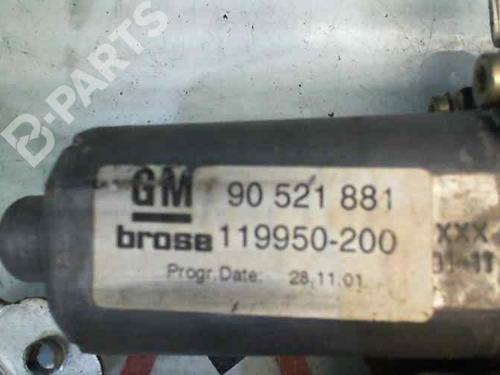 B-PARTS
GM 90 521 881
brose 119950-200
XXX
Progr. Date: 28.11.01